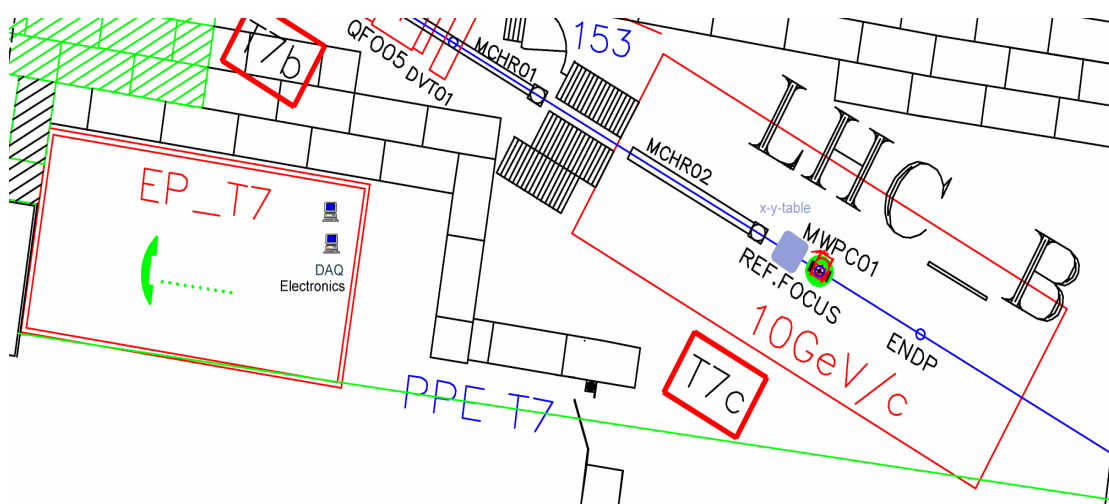 T7b
QFO05
DVT01
MCHR01
153
MCHR02
LHC_B
EP_T7
DAQ
Electronics
x-y-table
MWPC01
REF.FOCUS
ENDP
10GeV/c
T7c
PPE T7